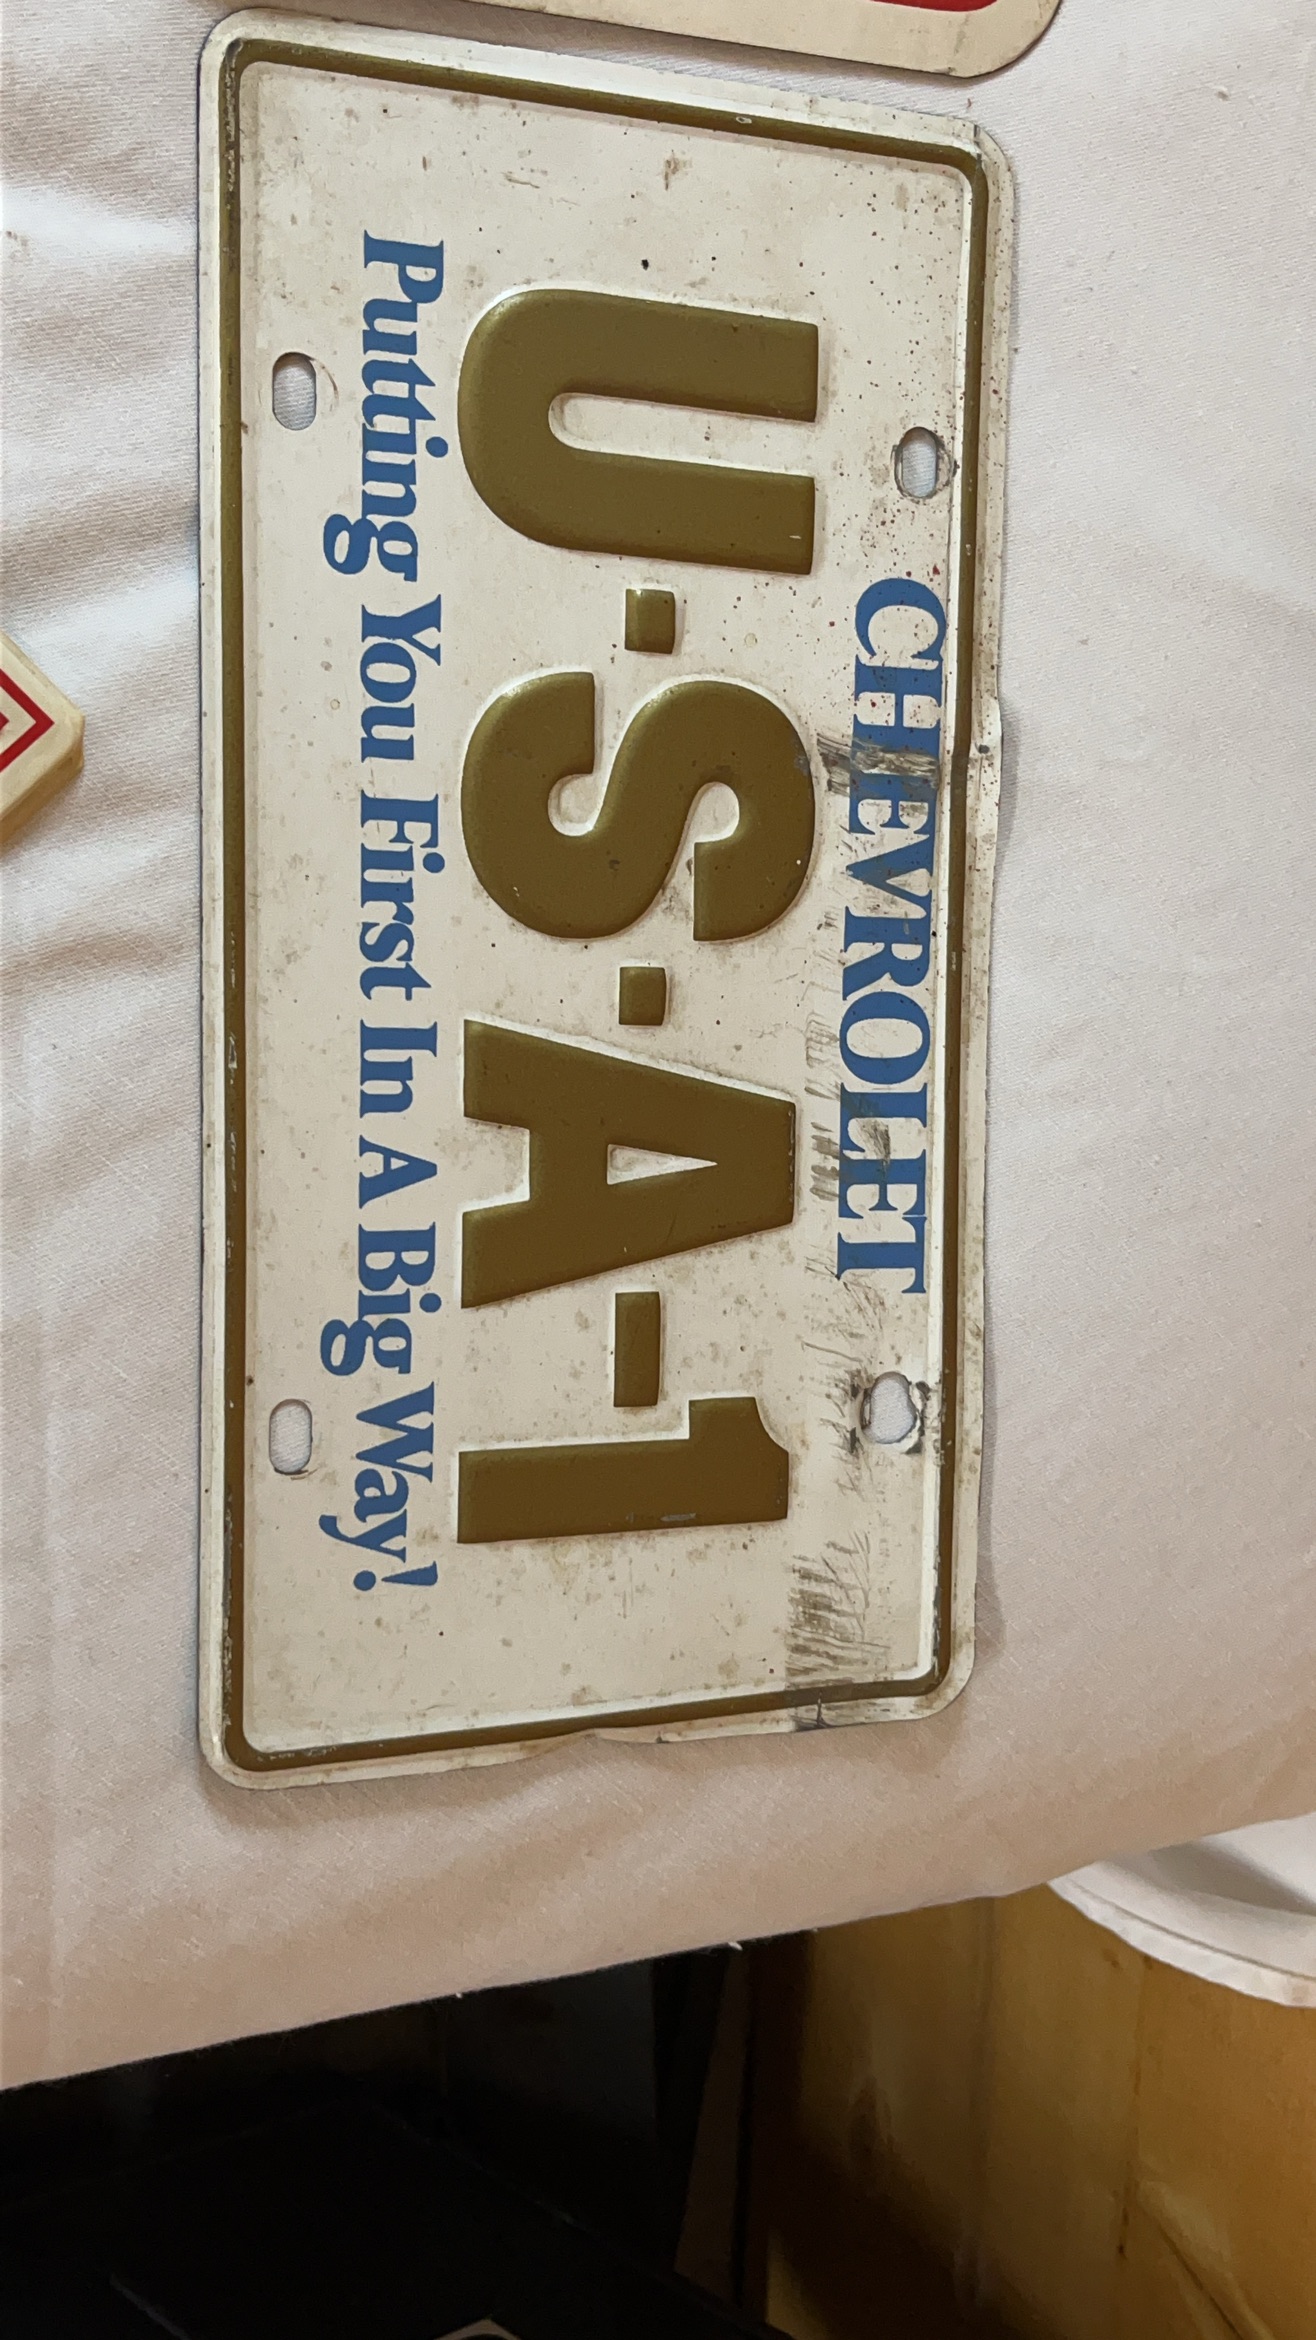 CHEVROLET
U·S·A-1
Putting You First In A Big Way!